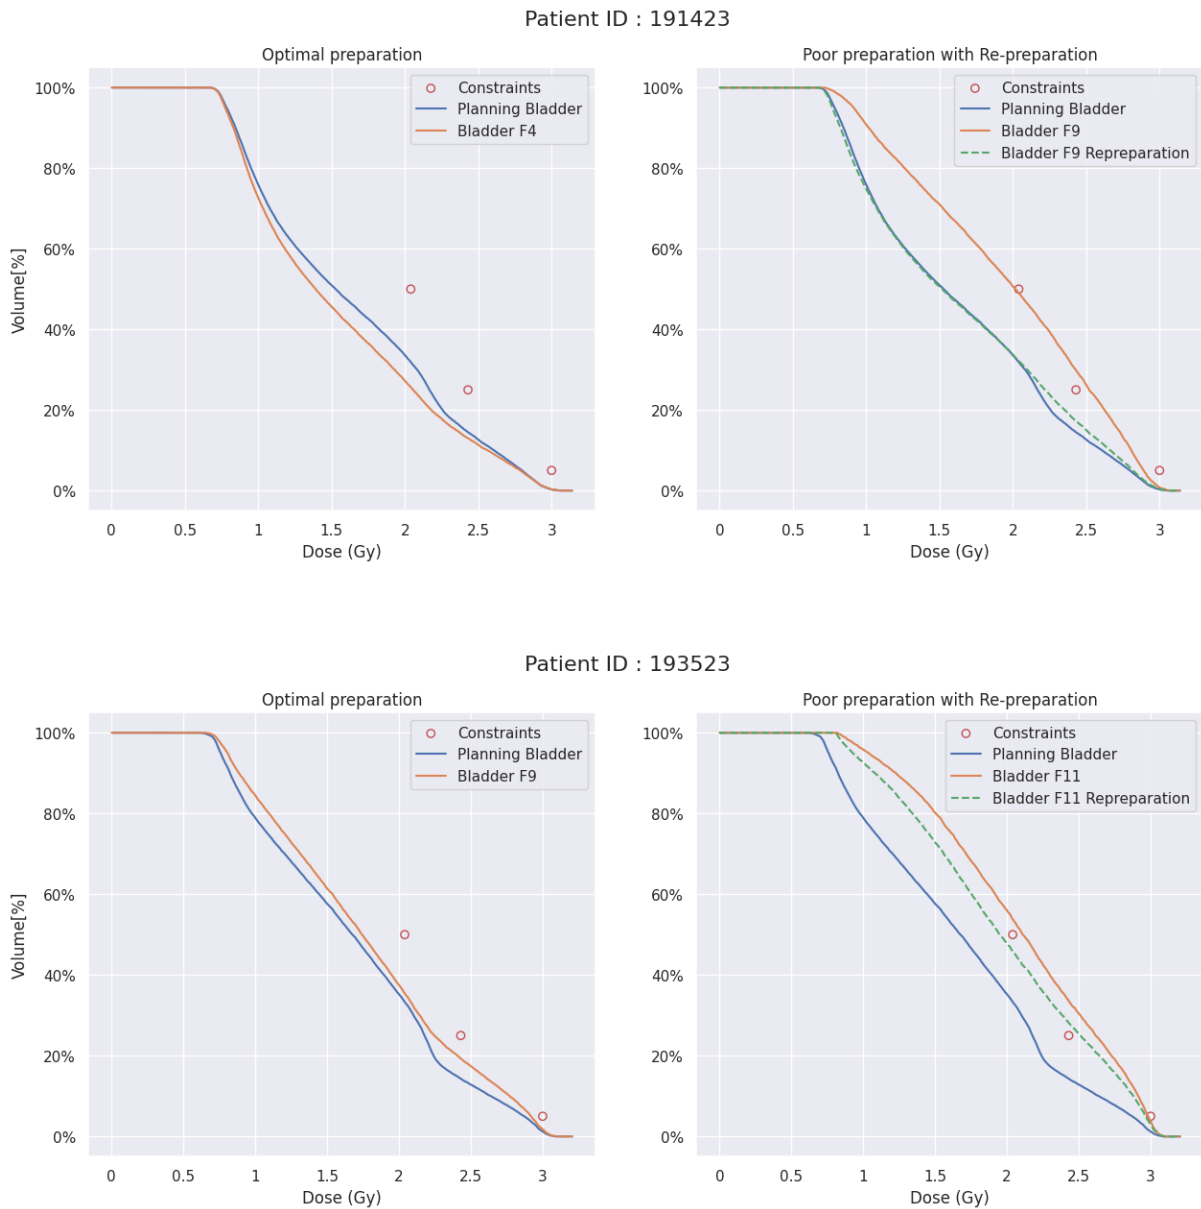 Patient ID : 191423
Optimal preparation
Constraints
Planning Bladder
Bladder F4
100%
80%
60%
40%
20%
0%
Volume[%]
0 0.5 1 1.5 2 2.5 3
Dose (Gy)
Poor preparation with Re-preparation
Constraints
Planning Bladder
Bladder F9
Bladder F9 Repreparation
100%
80%
60%
40%
20%
0%
0 0.5 1 1.5 2 2.5 3
Dose (Gy)
Patient ID : 193523
Optimal preparation
Constraints
Planning Bladder
Bladder F9
100%
80%
60%
40%
20%
0%
Volume[%]
0 0.5 1 1.5 2 2.5 3
Dose (Gy)
Poor preparation with Re-preparation
Constraints
Planning Bladder
Bladder F11
Bladder F11 Repreparation
100%
80%
60%
40%
20%
0%
0 0.5 1 1.5 2 2.5 3
Dose (Gy)